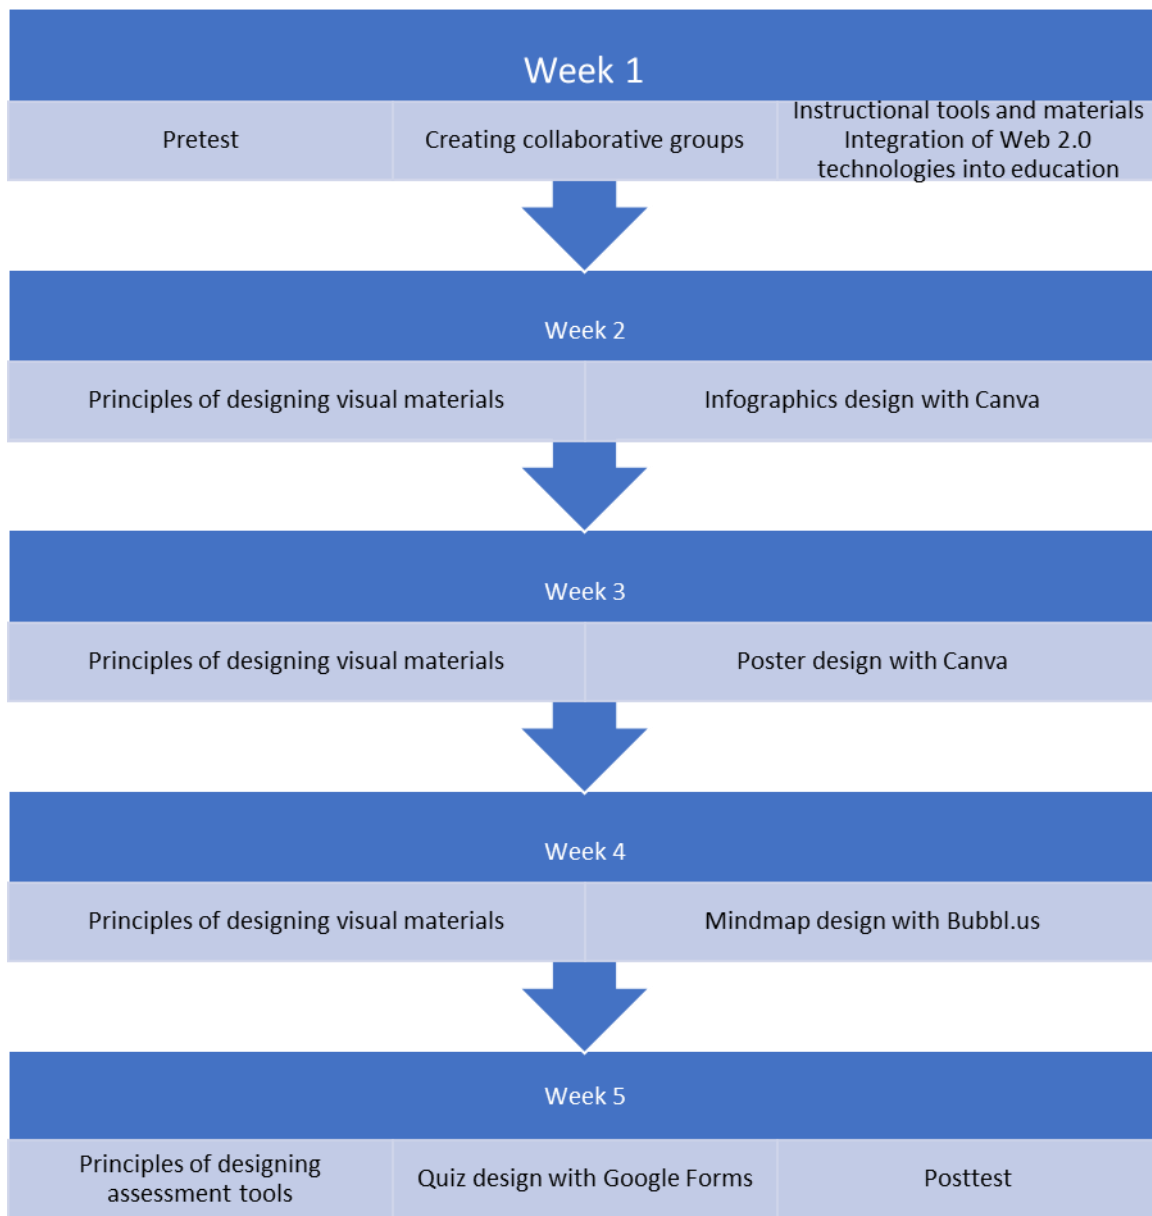 Week 1
Pretest
Creating collaborative groups
Instructional tools and materials
Integration of Web 2.0
technologies into education
Week 2
Principles of designing visual materials
Infographics design with Canva
Week 3
Principles of designing visual materials
Poster design with Canva
Week 4
Principles of designing visual materials
Mindmap design with Bubbl.us
Week 5
Principles of designing
assessment tools
Quiz design with Google Forms
Posttest